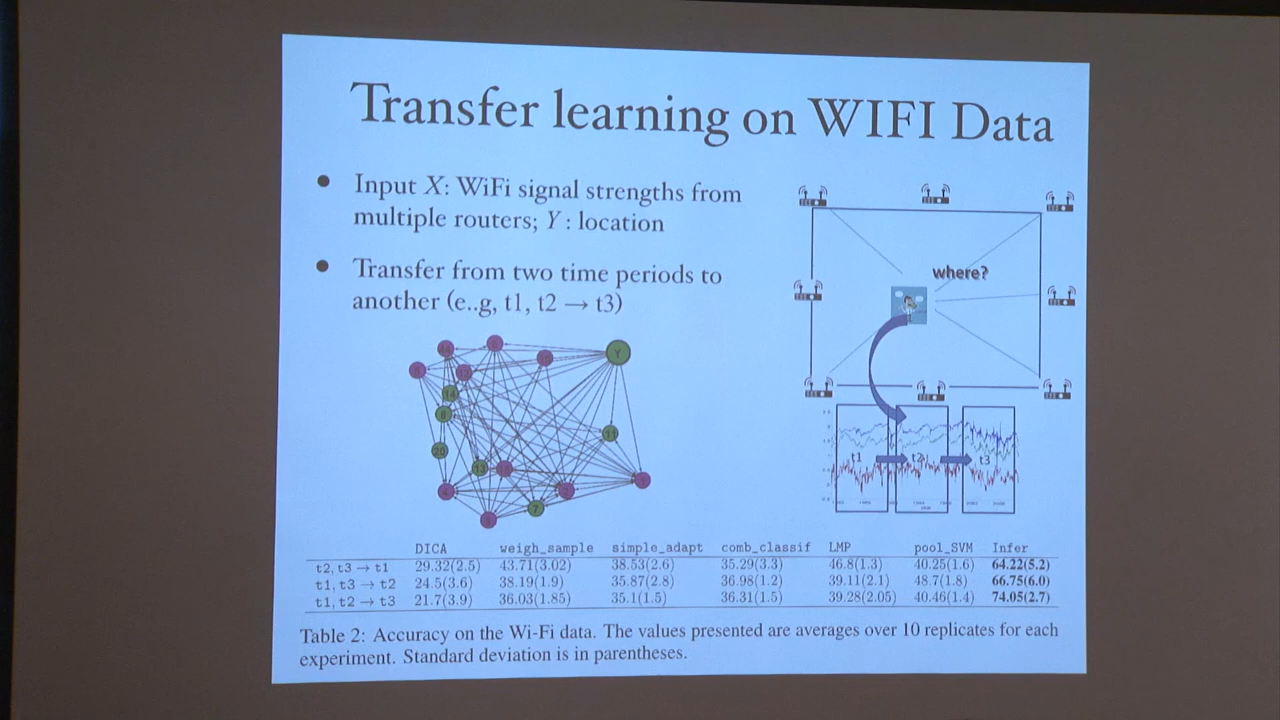 Transfer learning on WIFI Data
• Input X: WiFi signal strengths from
multiple routers; Y : location
• Transfer from two time periods to
another (e..g, t1, t2 → t3)
where?
Y
14
8
11
20
13
7
t1
t2
t3
DICA weigh_sample simple_adapt comb_classif LMP pool_SVM Infer
t2, t3 → t1 29.32(2.5) 43.71(3.02) 38.53(2.6) 35.29(3.3) 46.8(1.3) 40.25(1.6) 64.22(5.2)
t1, t3 → t2 24.5(3.6) 38.19(1.9) 35.87(2.8) 36.98(1.2) 39.11(2.1) 48.7(1.8) 66.75(6.0)
t1, t2 → t3 21.7(3.9) 36.03(1.85) 35.1(1.5) 36.31(1.5) 39.28(2.05) 40.46(1.4) 74.05(2.7)
Table 2: Accuracy on the Wi-Fi data. The values presented are averages over 10 replicates for each
experiment. Standard deviation is in parentheses.